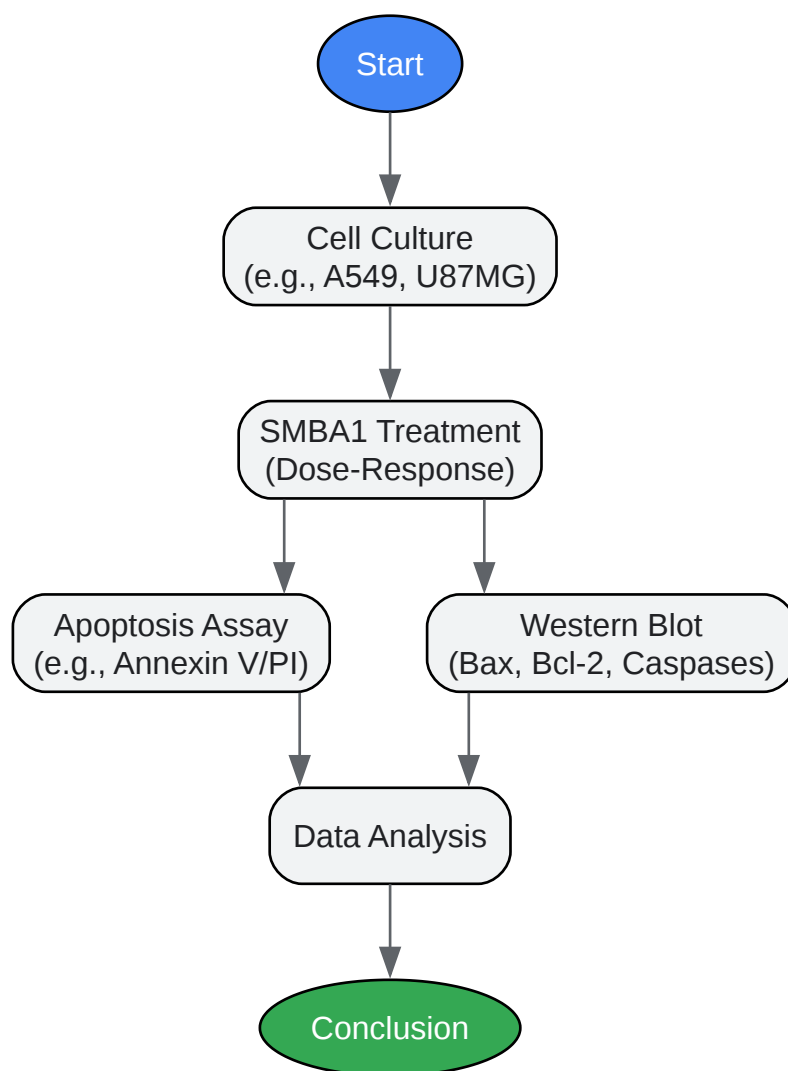 Start
Cell Culture
(e.g., A549, U87MG)
SMBA1 Treatment
(Dose-Response)
Apoptosis Assay
(e.g., Annexin V/PI)
Western Blot
(Bax, Bcl-2, Caspases)
Data Analysis
Conclusion